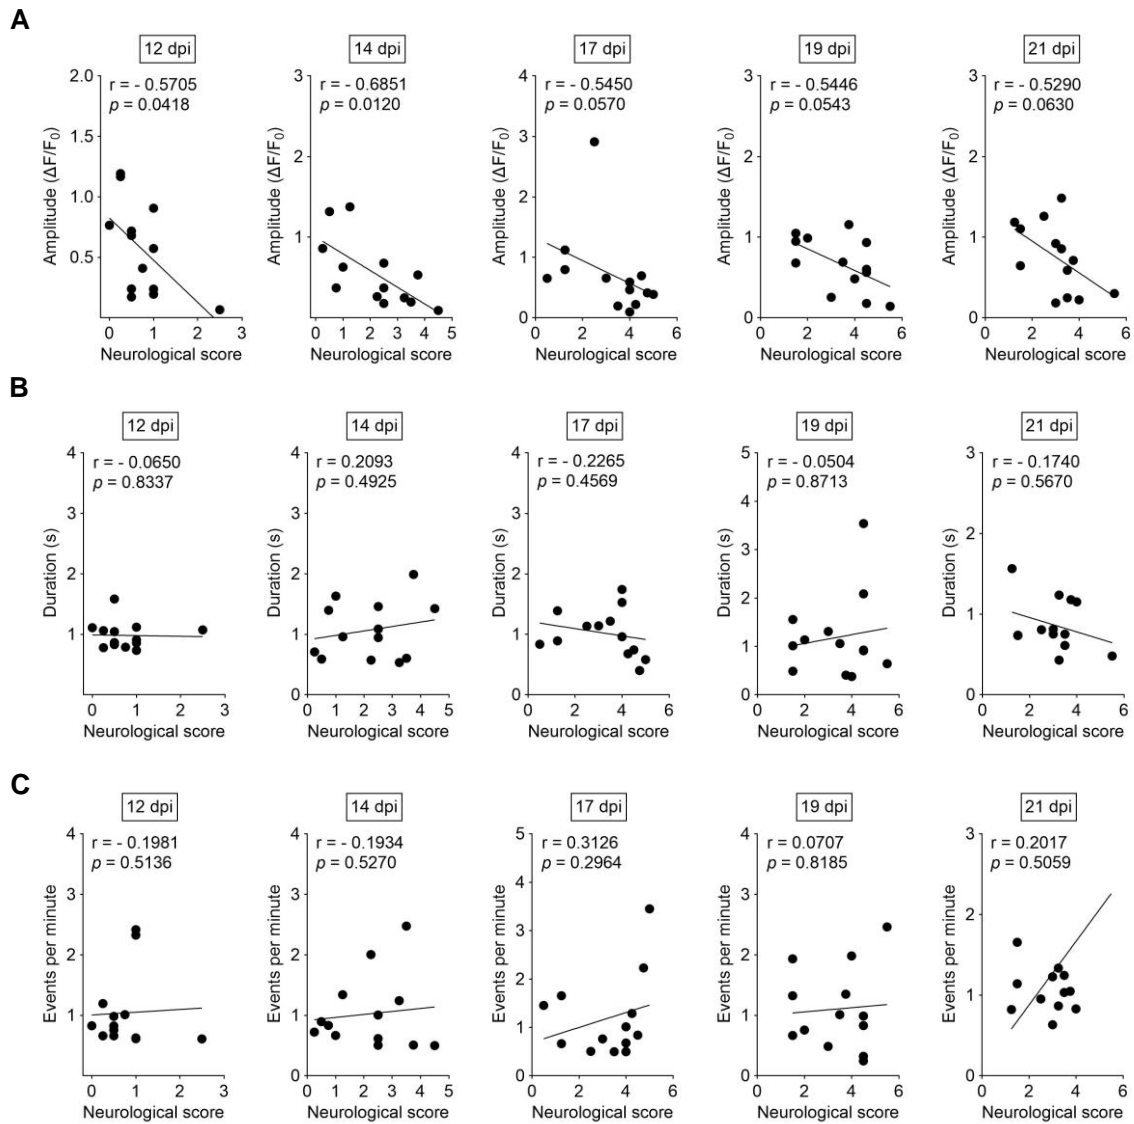 A
12 dpi
14 dpi
17 dpi
19 dpi
21 dpi
r = - 0.5705
p = 0.0418
r = - 0.6851
p = 0.0120
r = - 0.5450
p = 0.0570
r = - 0.5446
p = 0.0543
r = - 0.5290
p = 0.0630
Amplitude (ΔF/F0)
2.0
1.5
1.0
0.5
0 1 2 3
Neurological score
Amplitude (ΔF/F0)
3
2
1
0 1 2 3 4 5
Neurological score
Amplitude (ΔF/F0)
4
3
2
1
0
0 2 4 6
Neurological score
Amplitude (ΔF/F0)
3
2
1
0
0 2 4 6
Neurological score
Amplitude (ΔF/F0)
3
2
1
0
0 2 4 6
Neurological score
B
12 dpi
14 dpi
17 dpi
19 dpi
21 dpi
r = - 0.0650
p = 0.8337
r = 0.2093
p = 0.4925
r = - 0.2265
p = 0.4569
r = - 0.0504
p = 0.8713
r = - 0.1740
p = 0.5670
Duration (s)
4
3
2
1
0 1 2 3
Neurological score
Duration (s)
4
3
2
1
0
0 1 2 3 4 5
Neurological score
Duration (s)
4
3
2
1
0
0 2 4 6
Neurological score
Duration (s)
5
4
3
2
1
0
0 2 4 6
Neurological score
Duration (s)
3
2
1
0
0 2 4 6
Neurological score
C
12 dpi
14 dpi
17 dpi
19 dpi
21 dpi
r = - 0.1981
p = 0.5136
r = - 0.1934
p = 0.5270
r = 0.3126
p = 0.2964
r = 0.0707
p = 0.8185
r = 0.2017
p = 0.5059
Events per minute
4
3
2
1
0
0 1 2 3
Neurological score
Events per minute
4
3
2
1
0
0 1 2 3 4 5
Neurological score
Events per minute
5
4
3
2
1
0
0 2 4 6
Neurological score
Events per minute
4
3
2
1
0
0 2 4 6
Neurological score
Events per minute
3
2
1
0
0 2 4 6
Neurological score